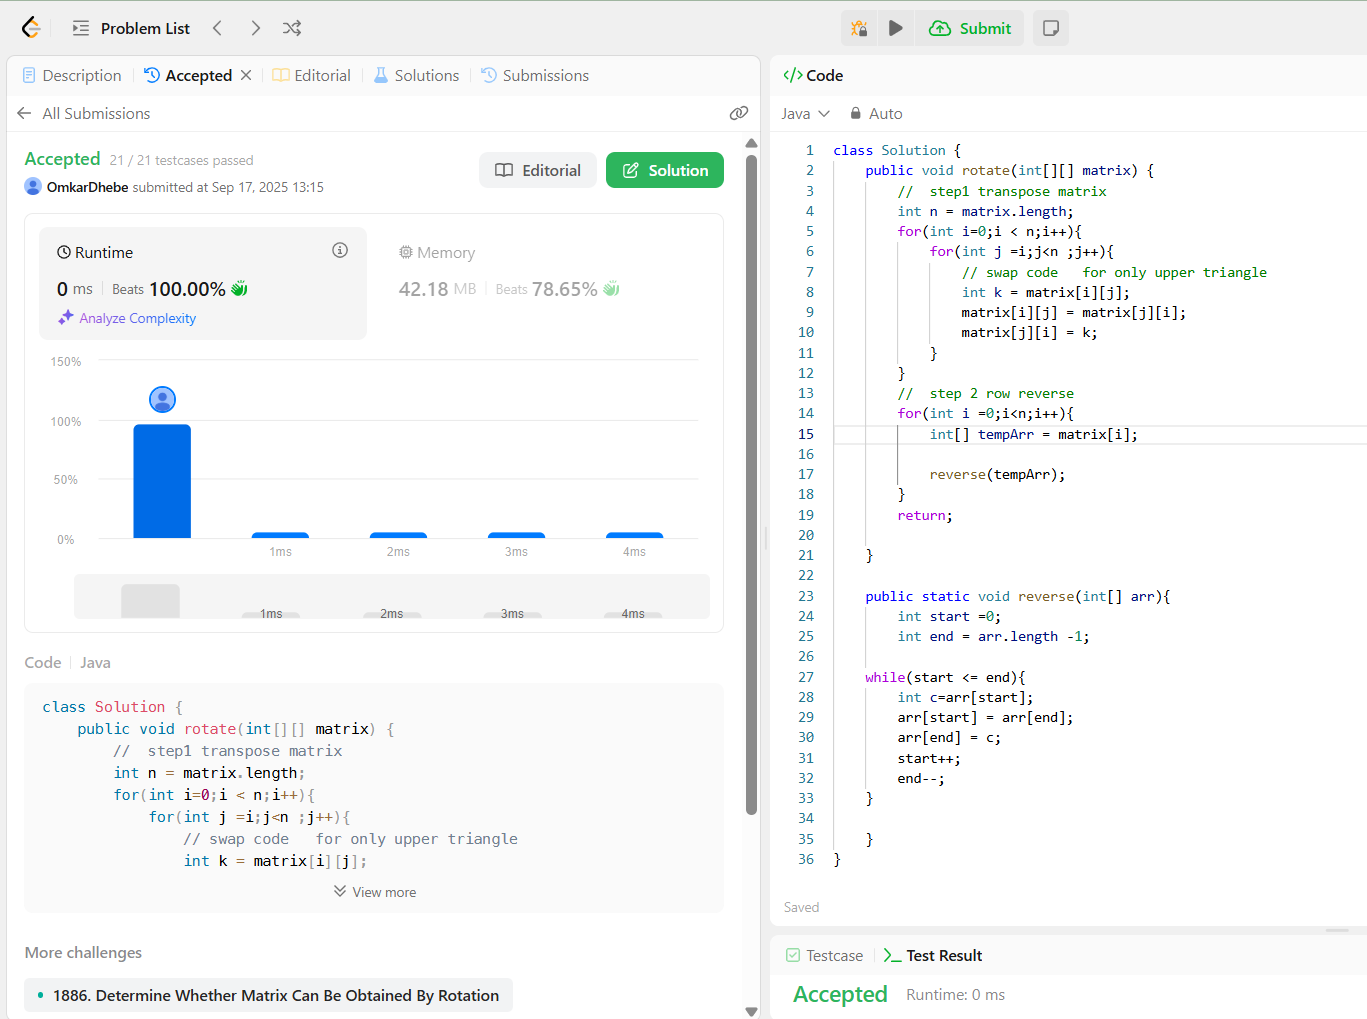 Problem List
Submit
Description
Accepted
Editorial
Solutions
Submissions
All Submissions
Accepted 21 / 21 testcases passed
OmkarDhebe submitted at Sep 17, 2025 13:15
Editorial
Solution
Runtime
0 ms Beats 100.00%
Analyze Complexity
Memory
42.18 MB Beats 78.65%
150%
100%
50%
0%
1ms 2ms 3ms 4ms
1ms 2ms 3ms 4ms
Code Java
class Solution {
    public void rotate(int[][] matrix) {
        //  step1 transpose matrix
        int n = matrix.length;
        for(int i=0;i < n;i++){
            for(int j =i;j<n ;j++){
                // swap code   for only upper triangle
                int k = matrix[i][j];
View more
More challenges
1886. Determine Whether Matrix Can Be Obtained By Rotation
</> Code
Java Auto
1 class Solution {
2     public void rotate(int[][] matrix) {
3         //  step1 transpose matrix
4         int n = matrix.length;
5         for(int i=0;i < n;i++){
6             for(int j =i;j<n ;j++){
7                 // swap code   for only upper triangle
8                 int k = matrix[i][j];
9                 matrix[i][j] = matrix[j][i];
10                 matrix[j][i] = k;
11             }
12         }
13         //  step 2 row reverse
14         for(int i =0;i<n;i++){
15             int[] tempArr = matrix[i];
16
17             reverse(tempArr);
18         }
19         return;
20
21     }
22
23     public static void reverse(int[] arr){
24         int start =0;
25         int end = arr.length -1;
26
27     while(start <= end){
28         int c=arr[start];
29         arr[start] = arr[end];
30         arr[end] = c;
31         start++;
32         end--;
33     }
34
35     }
36 }
Saved
Testcase
Test Result
Accepted Runtime: 0 ms